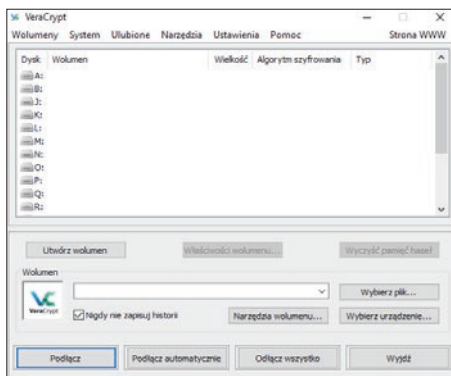 VeraCrypt
Wolumeny System Ulubione Narzędzia Ustawienia Pomoc Strona WWW
Dysk Wolumen Wielkość Algorytm szyfrowania Typ
A:
B:
J:
K:
L:
M:
N:
O:
P:
Q:
R:
Utwórz wolumen Właściwości wolumenu... Wyczyść pamięć haseł
Wolumen
VeraCrypt
Wybierz plik...
Nigdy nie zapisuj historii Narzędzia wolumenu... Wybierz urządzenie...
Podłącz Podłącz automatycznie Odłącz wszystko Wyjdź